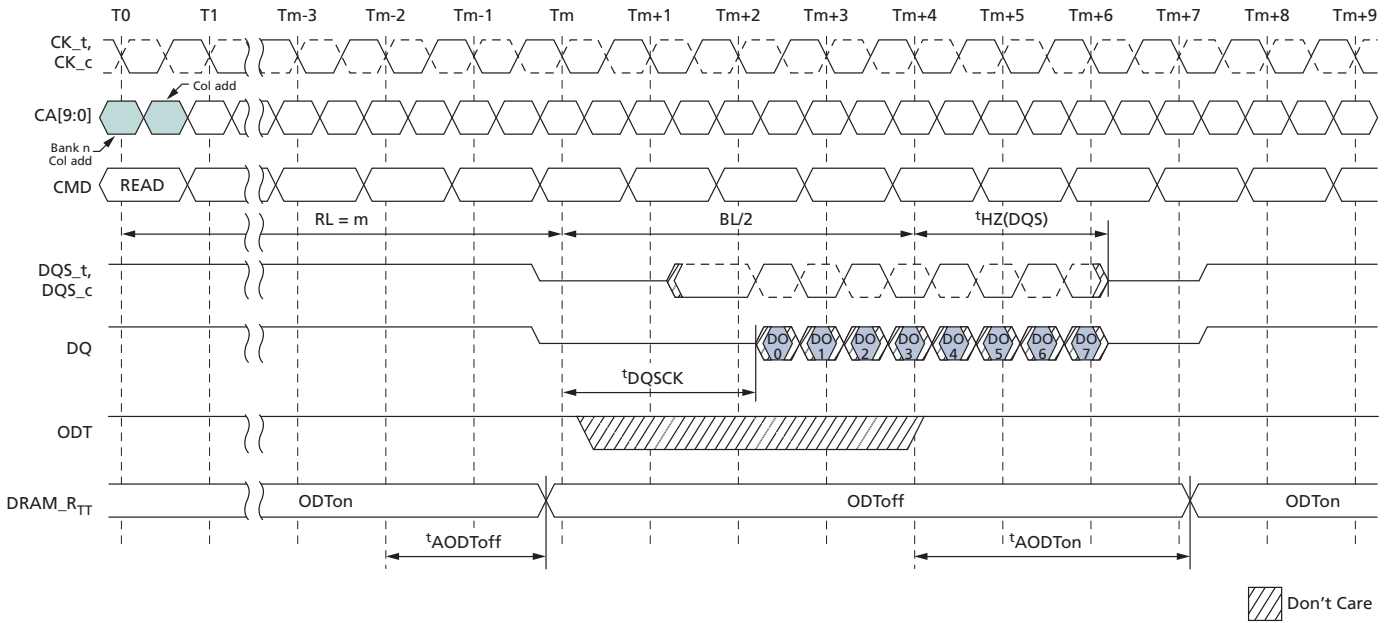 T0 T1 Tm-3 Tm-2 Tm-1 Tm Tm+1 Tm+2 Tm+3 Tm+4 Tm+5 Tm+6 Tm+7 Tm+8 Tm+9
CK_t,
CK_c
Col add
CA[9:0]
Bank n
Col add
CMD READ
RL = m BL/2 tHZ(DQS)
DQS_t,
DQS_c
DQ DO 0 DO 1 DO 2 DO 3 DO 4 DO 5 DO 6 DO 7
tDQSCK
ODT
DRAM_RTT ODTon ODToff ODTon
tAODToff tAODTon
Don't Care